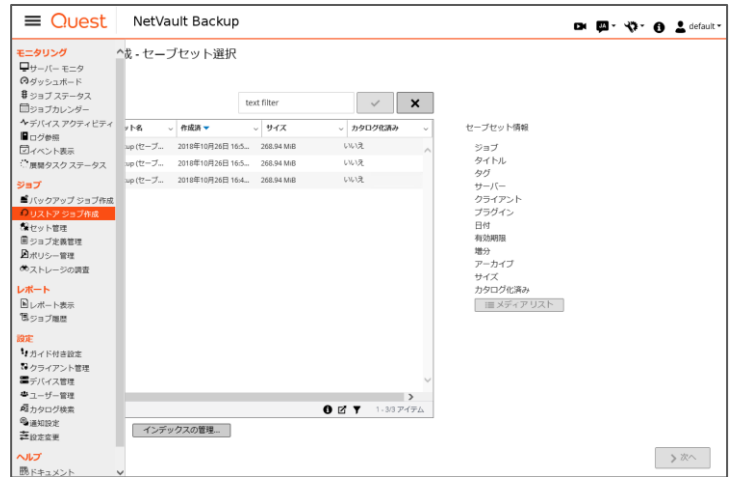 Quest NetVault Backup
default
モニタリング
サーバー モニタ
ダッシュボード
ジョブ ステータス
ジョブカレンダー
デバイス アクティビティ
ログ参照
イベント表示
展開タスク ステータス
ジョブ
バックアップ ジョブ作成
リストア ジョブ作成
セット管理
ジョブ定義管理
ポリシー管理
ストレージの調査
レポート
レポート表示
ジョブ履歴
設定
ガイド付き設定
クライアント管理
デバイス管理
ユーザー管理
カタログ検索
通知設定
設定変更
ヘルプ
ドキュメント
成 - セーブセット選択
text filter
ット名 作成済 サイズ カタログ化済み
up (セーブ... 2018年10月26日 16:5... 268.94 MiB いいえ
up (セーブ... 2018年10月26日 16:5... 268.94 MiB いいえ
up (セーブ... 2018年10月26日 16:4... 268.94 MiB いいえ
1 - 3/3 アイテム
インデックスの管理...
セーブセット情報
ジョブ
タイトル
タグ
サーバー
クライアント
プラグイン
日付
有効期限
増分
アーカイブ
サイズ
カタログ化済み
メディア リスト
次へ